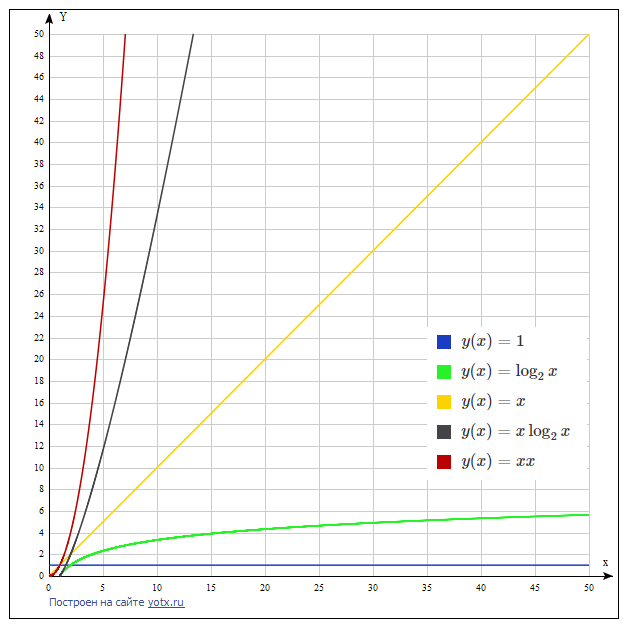 Y
50
48
46
44
42
40
38
36
34
32
30
28
26
24
22
20
18
16
14
12
10
8
6
4
2
0
y(x) = 1
y(x) = log₂ x
y(x) = x
y(x) = x log₂ x
y(x) = xx
x
0 5 10 15 20 25 30 35 40 45 50
Построен на сайте yotx.ru